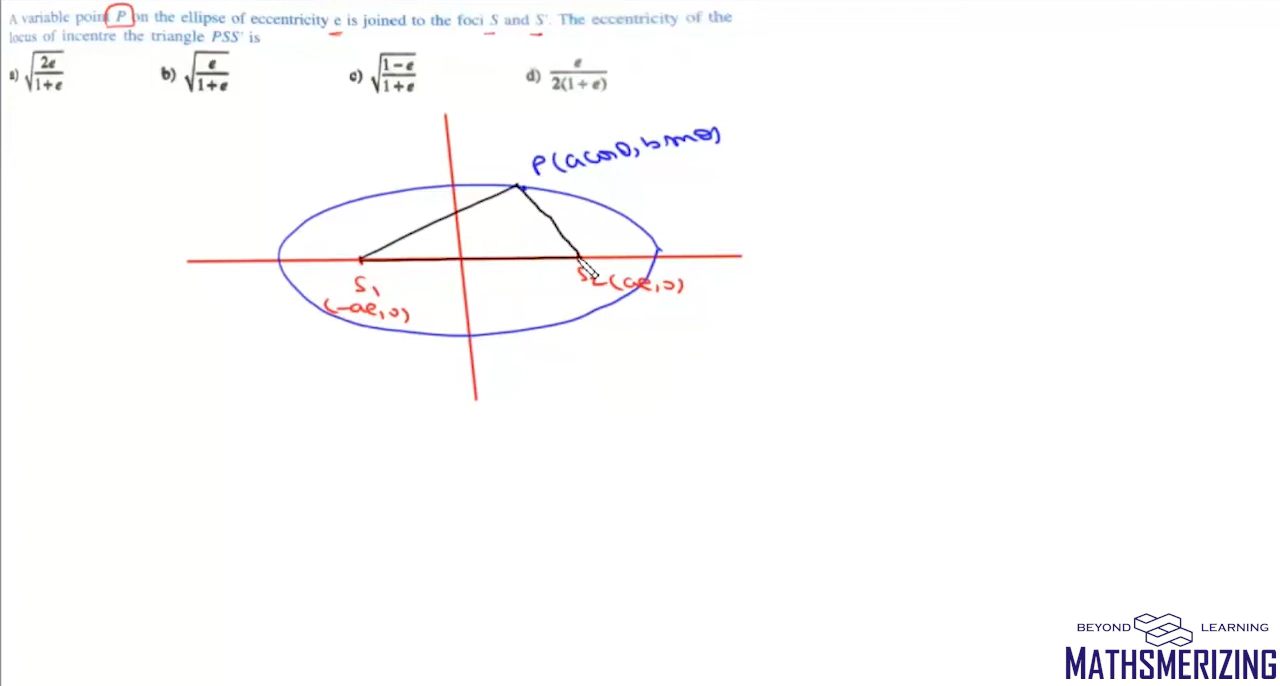 A variable point P on the ellipse of eccentricity e is joined to the foci S and S'. The eccentricity of the
locus of incentre the triangle PSS' is
a) √(2e/(1+e)) b) √(e/(1+e)) c) √((1-e)/(1+e)) d) e/(2(1+e))
P(a cosθ, b sinθ)
S₁
(-ae, 0)
S₂(ae, 0)
BEYOND LEARNING
MATHSMERIZING